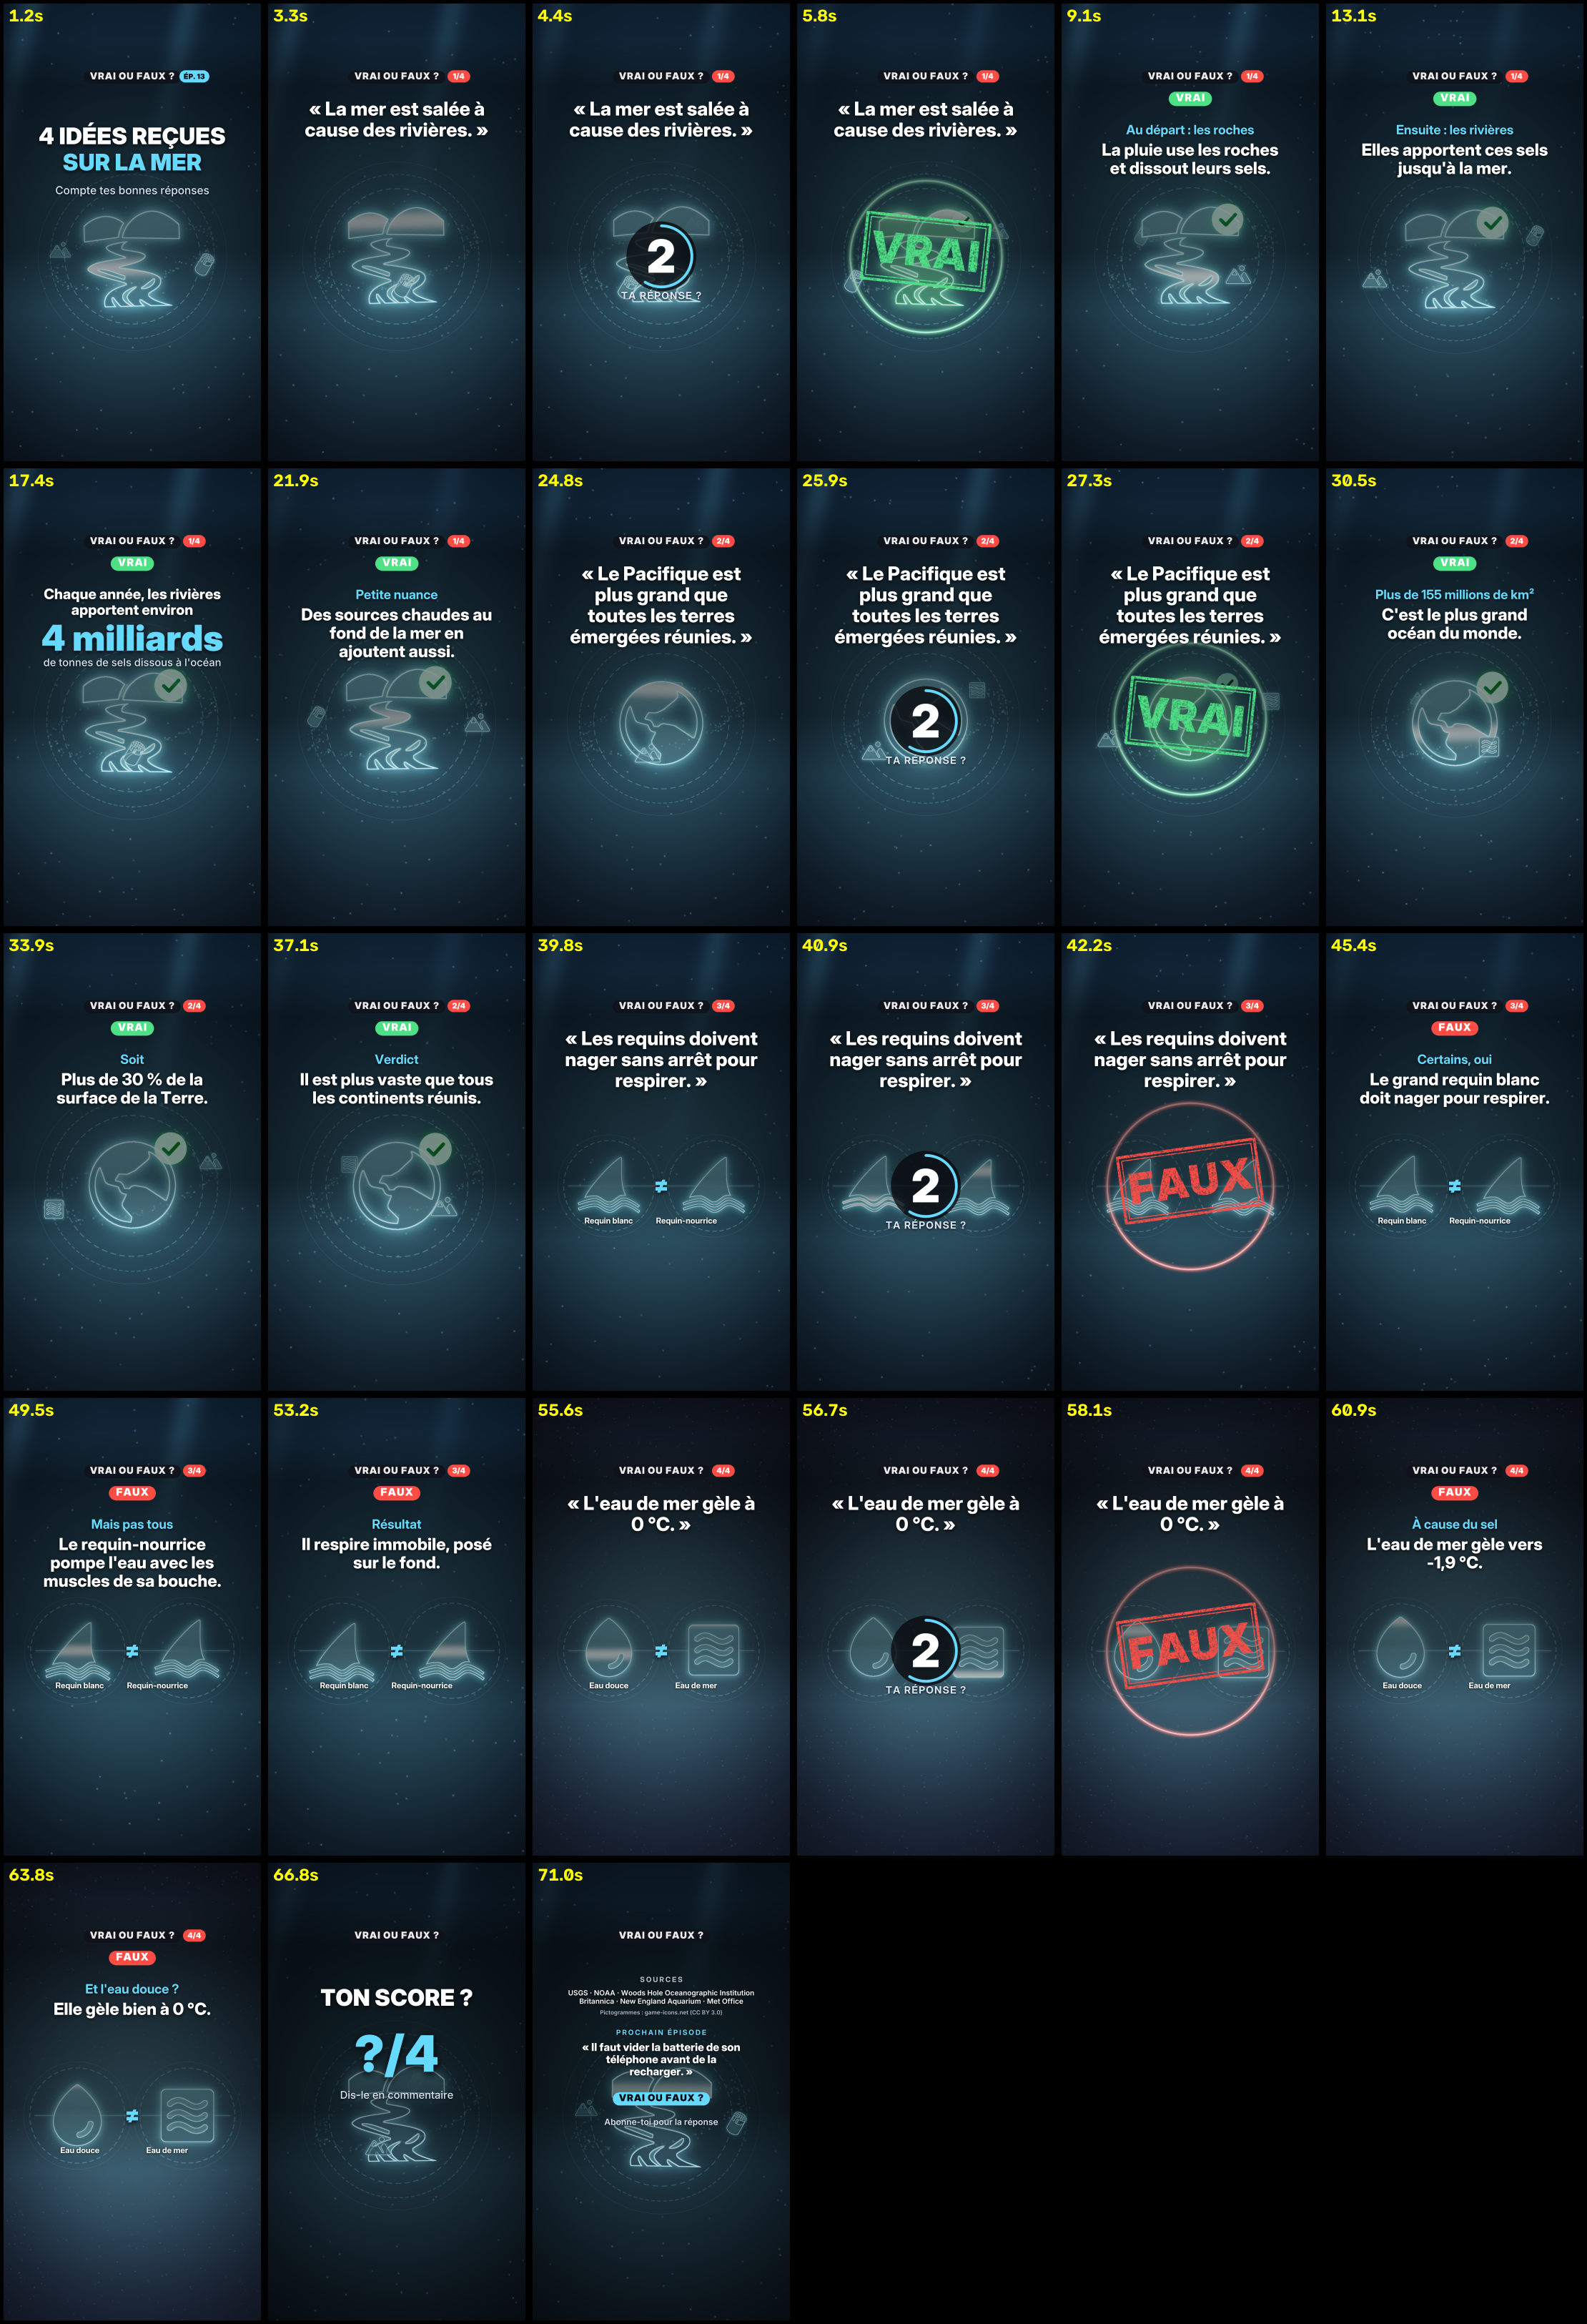 1.2s
VRAI OU FAUX ? ÉP. 13
4 IDÉES REÇUES
SUR LA MER
Compte tes bonnes réponses
3.3s
VRAI OU FAUX ? 1/4
« La mer est salée à
cause des rivières. »
4.4s
VRAI OU FAUX ? 1/4
« La mer est salée à
cause des rivières. »
2
TA RÉPONSE ?
5.8s
VRAI OU FAUX ? 1/4
« La mer est salée à
cause des rivières. »
VRAI
9.1s
VRAI OU FAUX ? 1/4
VRAI
Au départ : les roches
La pluie use les roches
et dissout leurs sels.
13.1s
VRAI OU FAUX ? 1/4
VRAI
Ensuite : les rivières
Elles apportent ces sels
jusqu'à la mer.
17.4s
VRAI OU FAUX ? 1/4
VRAI
Chaque année, les rivières
apportent environ
4 milliards
de tonnes de sels dissous à l'océan
21.9s
VRAI OU FAUX ? 1/4
VRAI
Petite nuance
Des sources chaudes au
fond de la mer en
ajoutent aussi.
24.8s
VRAI OU FAUX ? 2/4
« Le Pacifique est
plus grand que
toutes les terres
émergées réunies. »
25.9s
VRAI OU FAUX ? 2/4
« Le Pacifique est
plus grand que
toutes les terres
émergées réunies. »
2
TA RÉPONSE ?
27.3s
VRAI OU FAUX ? 2/4
« Le Pacifique est
plus grand que
toutes les terres
émergées réunies. »
VRAI
30.5s
VRAI OU FAUX ? 2/4
VRAI
Plus de 155 millions de km²
C'est le plus grand
océan du monde.
33.9s
VRAI OU FAUX ? 2/4
VRAI
Soit
Plus de 30 % de la
surface de la Terre.
37.1s
VRAI OU FAUX ? 2/4
VRAI
Verdict
Il est plus vaste que tous
les continents réunis.
39.8s
VRAI OU FAUX ? 3/4
« Les requins doivent
nager sans arrêt pour
respirer. »
≠
Requin blanc Requin-nourrice
40.9s
VRAI OU FAUX ? 3/4
« Les requins doivent
nager sans arrêt pour
respirer. »
2
TA RÉPONSE ?
42.2s
VRAI OU FAUX ? 3/4
« Les requins doivent
nager sans arrêt pour
respirer. »
FAUX
45.4s
VRAI OU FAUX ? 3/4
FAUX
Certains, oui
Le grand requin blanc
doit nager pour respirer.
≠
Requin blanc Requin-nourrice
49.5s
VRAI OU FAUX ? 3/4
FAUX
Mais pas tous
Le requin-nourrice
pompe l'eau avec les
muscles de sa bouche.
≠
Requin blanc Requin-nourrice
53.2s
VRAI OU FAUX ? 3/4
FAUX
Résultat
Il respire immobile, posé
sur le fond.
≠
Requin blanc Requin-nourrice
55.6s
VRAI OU FAUX ? 4/4
« L'eau de mer gèle à
0 °C. »
≠
Eau douce Eau de mer
56.7s
VRAI OU FAUX ? 4/4
« L'eau de mer gèle à
0 °C. »
2
TA RÉPONSE ?
58.1s
VRAI OU FAUX ? 4/4
« L'eau de mer gèle à
0 °C. »
FAUX
60.9s
VRAI OU FAUX ? 4/4
FAUX
À cause du sel
L'eau de mer gèle vers
-1,9 °C.
≠
Eau douce Eau de mer
63.8s
VRAI OU FAUX ? 4/4
FAUX
Et l'eau douce ?
Elle gèle bien à 0 °C.
≠
Eau douce Eau de mer
66.8s
VRAI OU FAUX ?
TON SCORE ?
?/4
Dis-le en commentaire
71.0s
VRAI OU FAUX ?
SOURCES
USGS · NOAA · Woods Hole Oceanographic Institution
Britannica · New England Aquarium · Met Office
Pictogrammes : game-icons.net (CC BY 3.0)
PROCHAIN ÉPISODE
« Il faut vider la batterie de son
téléphone avant de la
recharger. »
VRAI OU FAUX ?
Abonne-toi pour la réponse